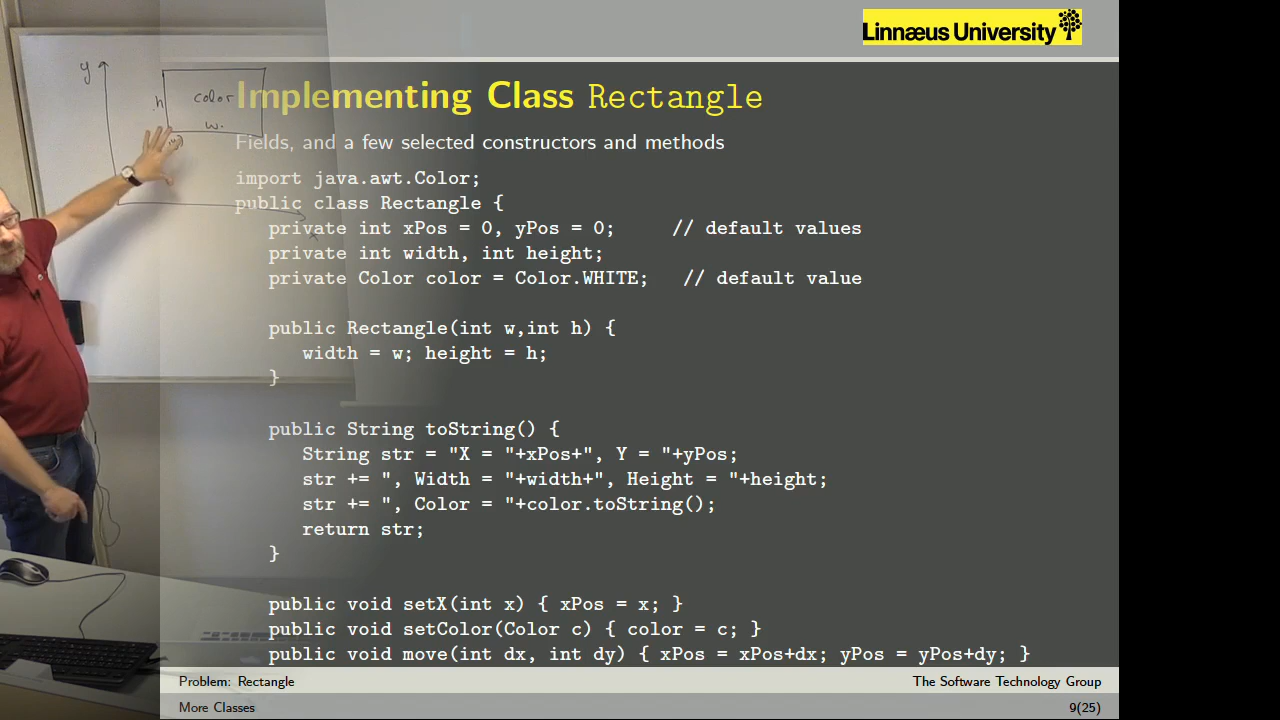 Linnæus University
y
h
color
w.
Implementing Class Rectangle
Fields, and a few selected constructors and methods
import java.awt.Color;
public class Rectangle {
private int xPos = 0, yPos = 0; // default values
private int width, int height;
private Color color = Color.WHITE; // default value
public Rectangle(int w,int h) {
width = w; height = h;
}
public String toString() {
String str = "X = "+xPos+", Y = "+yPos;
str += ", Width = "+width+", Height = "+height;
str += ", Color = "+color.toString();
return str;
}
public void setX(int x) { xPos = x; }
public void setColor(Color c) { color = c; }
public void move(int dx, int dy) { xPos = xPos+dx; yPos = yPos+dy; }
Problem: Rectangle
The Software Technology Group
More Classes
9(25)